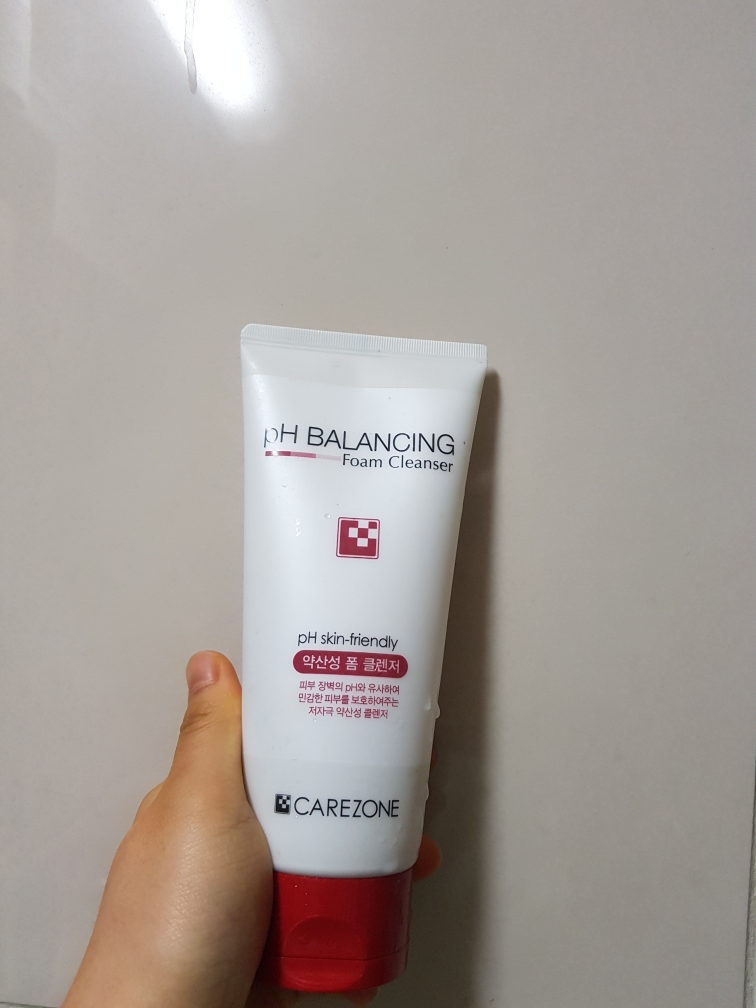 pH BALANCING
Foam Cleanser
pH skin-friendly
약산성 폼 클렌저
피부 장벽의 pH와 유사하여
민감한 피부를 보호하여주는
저자극 약산성 클렌저
CAREZONE